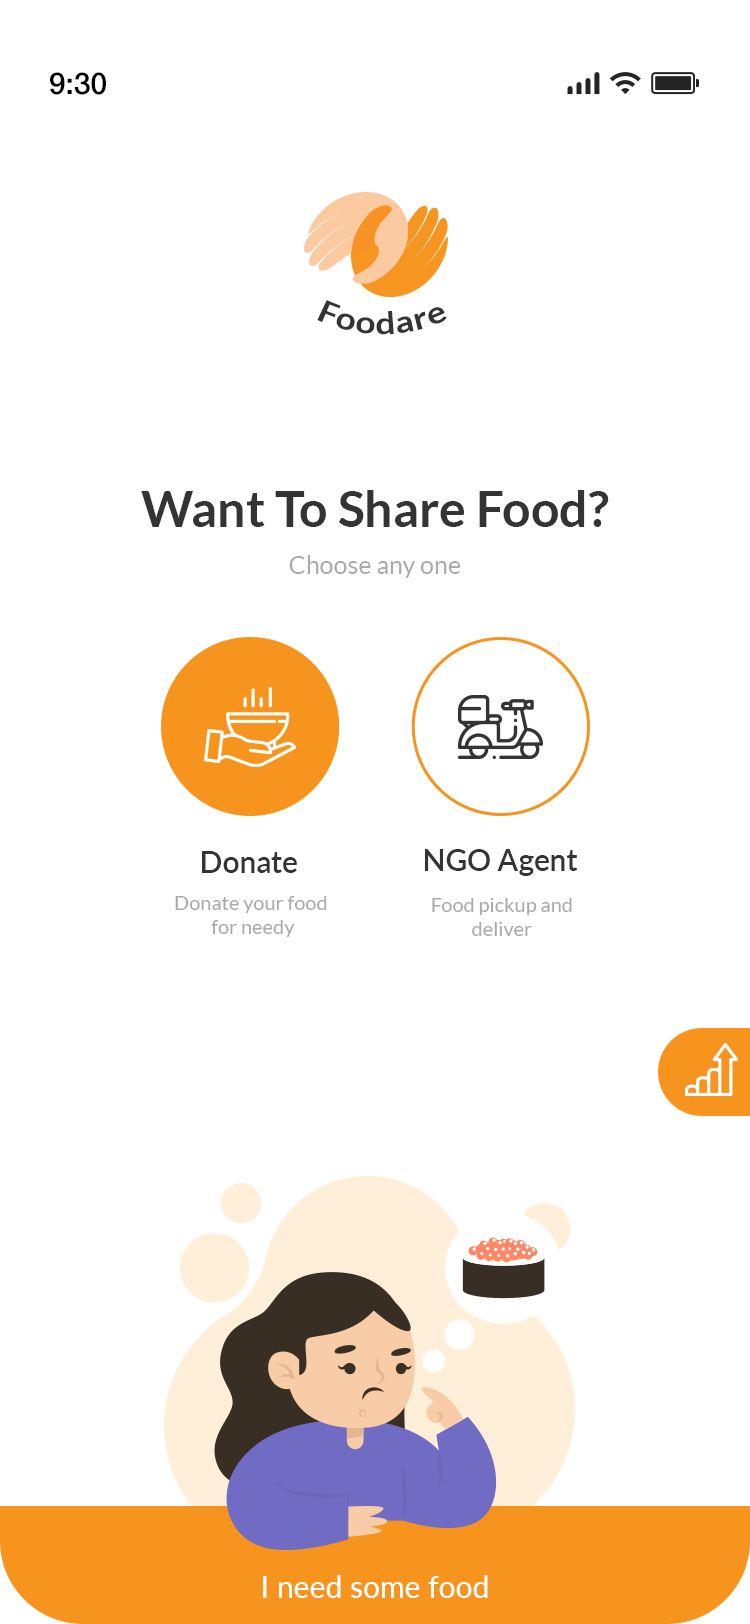 9:30
Foodare
Want To Share Food?
Choose any one
Donate
Donate your food
for needy
NGO Agent
Food pickup and
deliver
I need some food